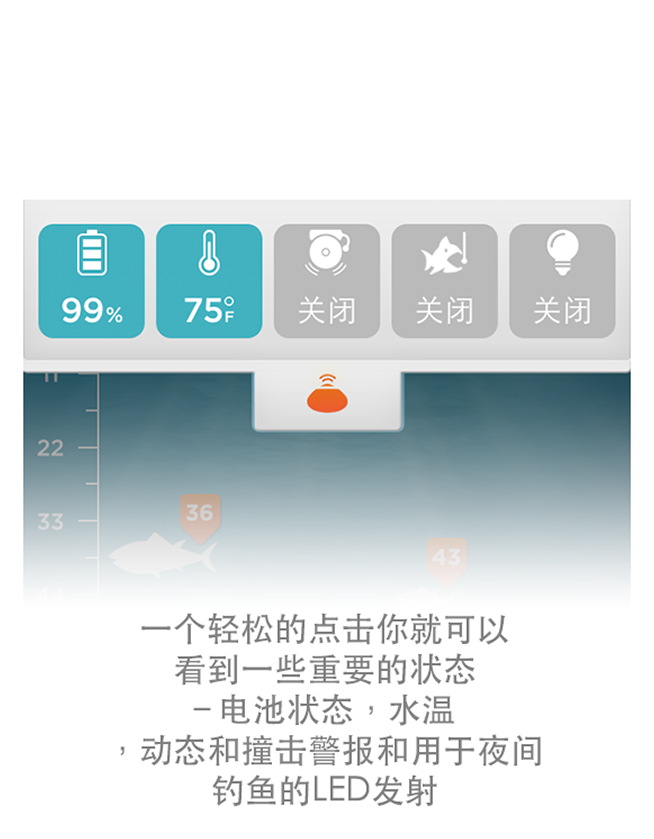 99% 75°F 关闭 关闭 关闭
11
22
33
36
43
44
一个轻松的点击你就可以
看到一些重要的状态
–电池状态，水温
，动态和撞击警报和用于夜间
钓鱼的LED发射